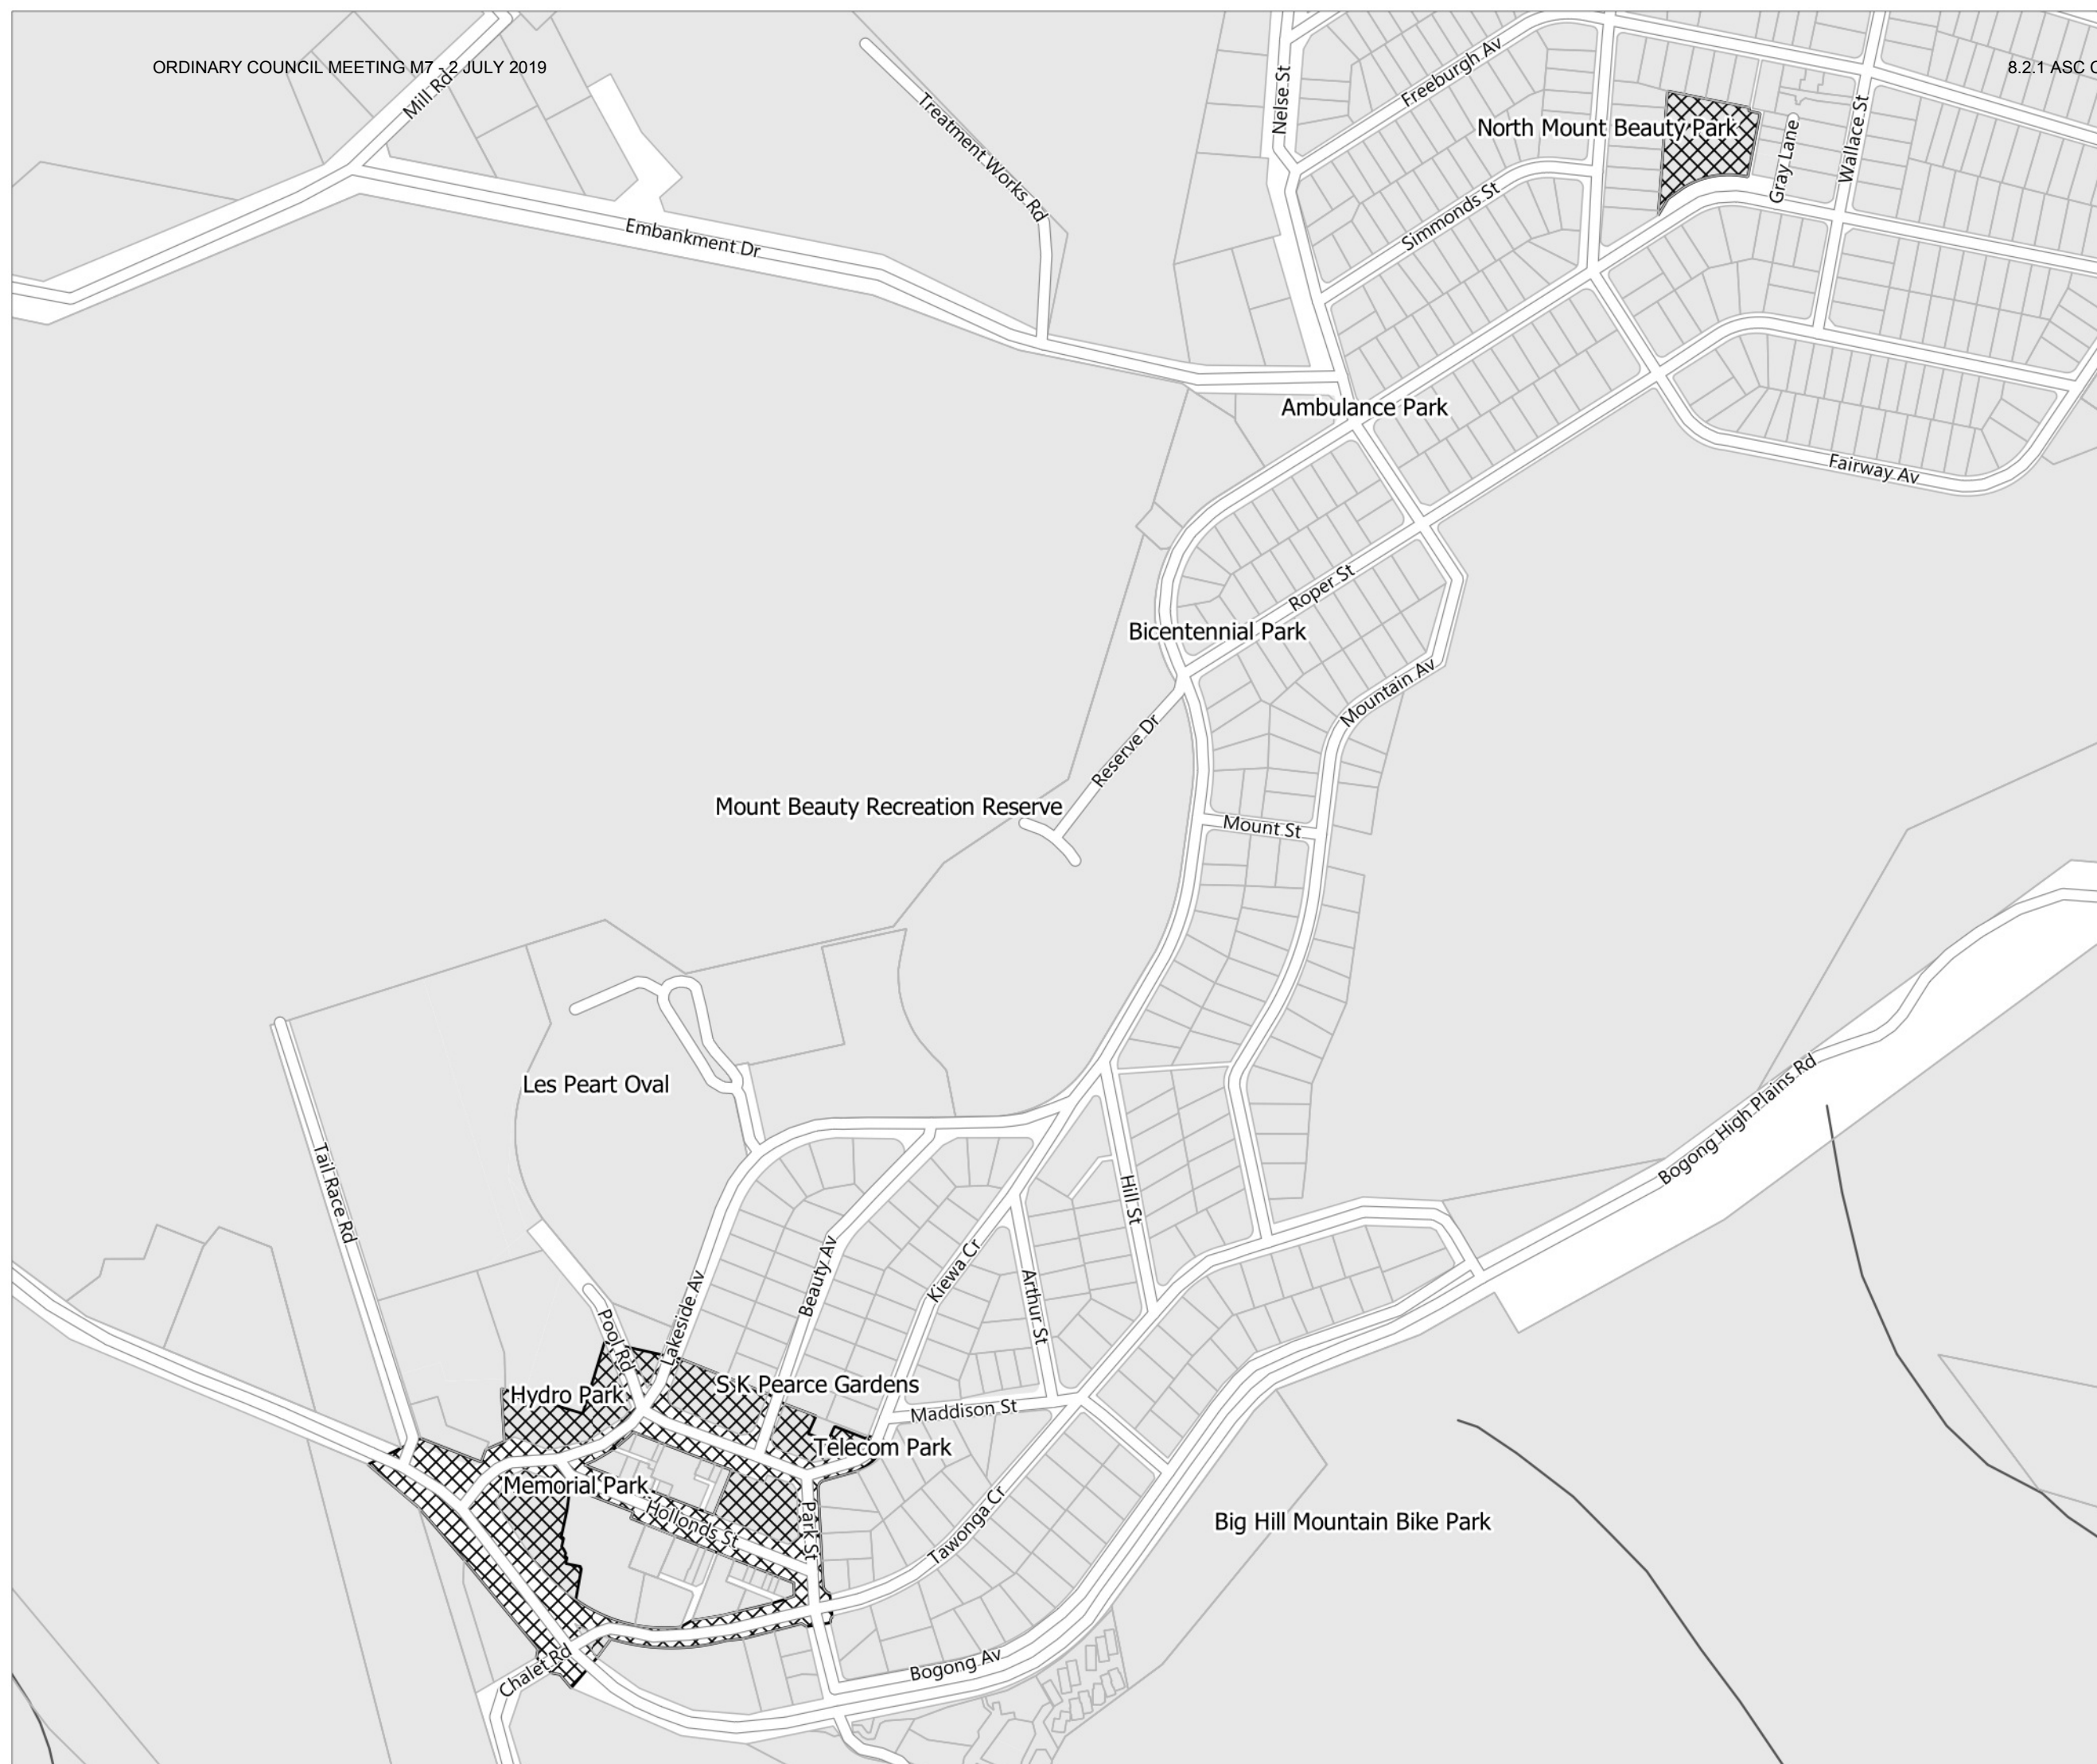 ORDINARY COUNCIL MEETING M7 - 2 JULY 2019
8.2.1 ASC
Mill Rd
Treatment Works Rd
Nelse St
Freeburgh Av
North Mount Beauty Park
Gray Lane
Wallace St
Simmonds St
Embankment Dr
Ambulance Park
Fairway Av
Roper St
Bicentennial Park
Mountain Av
Reserve Dr
Mount Beauty Recreation Reserve
Mount St
Les Peart Oval
Bogong High Plains Rd
Tail Race Rd
Hill St
Beauty Av
Kiewa Cr
Arthur St
Lakeside Av
Pool Rd
Hydro Park
S K Pearce Gardens
Maddison St
Telecom Park
Memorial Park
Hollonds St
Park St
Tawonga Cr
Big Hill Mountain Bike Park
Chalet Rd
Bogong Av